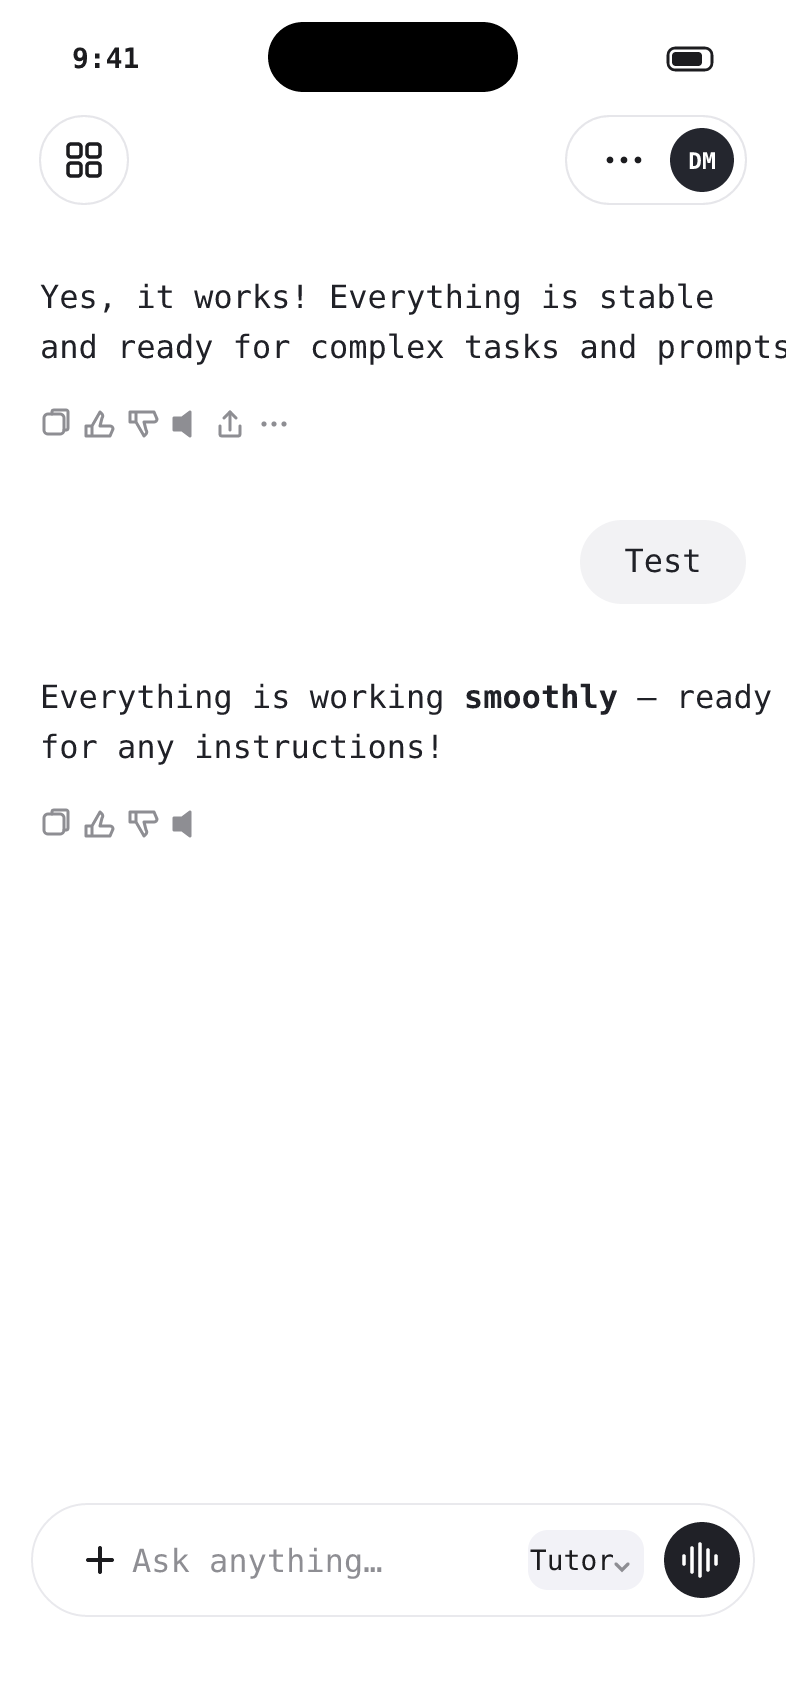 9:41
DM
Yes, it works! Everything is stable
and ready for complex tasks and prompts
Test
Everything is working smoothly — ready
for any instructions!
Ask anything…
Tutor